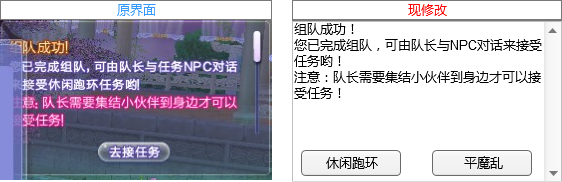 原界面
组队成功!
您已完成组队,可由队长与任务NPC对话
来接受休闲跑环任务哟!
注意:队长需要集结小伙伴到身边才可以
接受任务!
去接任务
现修改
组队成功！
您已完成组队，可由队长与NPC对话来接受
任务哟！
注意：队长需要集结小伙伴到身边才可以接
受任务！
休闲跑环
平魔乱